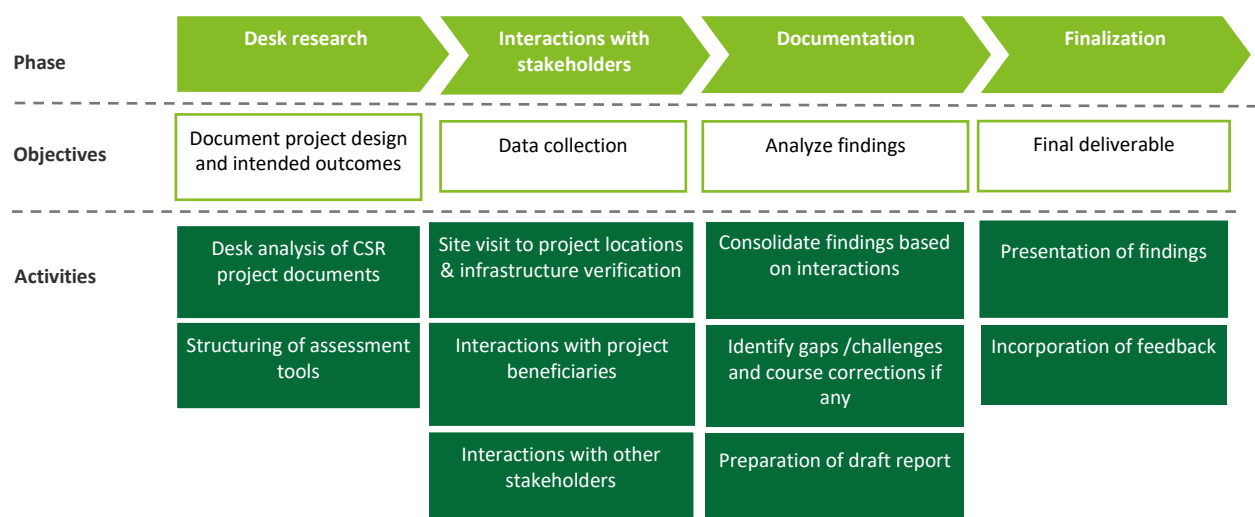 Phase
Desk research
Interactions with
stakeholders
Documentation
Finalization
Objectives
Document project design
and intended outcomes
Data collection
Analyze findings
Final deliverable
Activities
Desk analysis of CSR
project documents
Site visit to project locations
& infrastructure verification
Consolidate findings based
on interactions
Presentation of findings
Structuring of assessment
tools
Interactions with project
beneficiaries
Identify gaps /challenges
and course corrections if
any
Incorporation of feedback
Interactions with other
stakeholders
Preparation of draft report